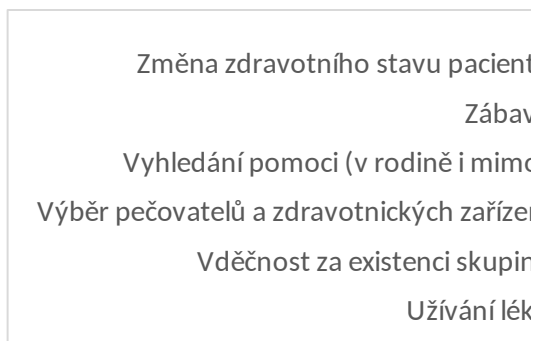 Změna zdravotního stavu pacient
Zábav
Vyhledání pomoci (v rodině i mimo
Výběr pečovatelů a zdravotnických zařízen
Vděčnost za existenci skupin
Užívání lék